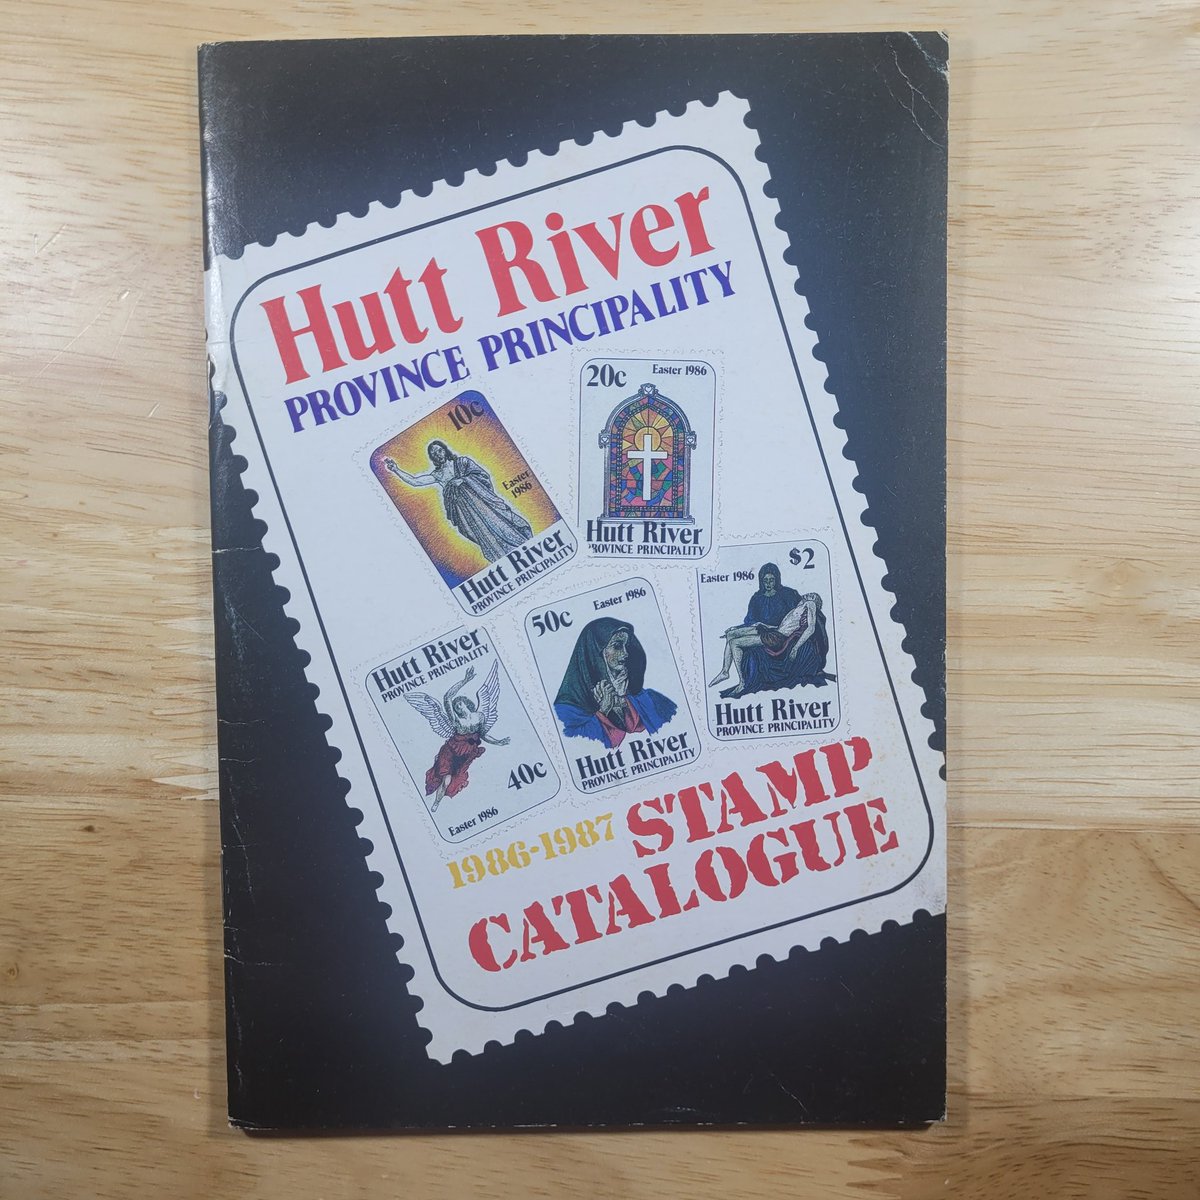 Hutt River
PROVINCE PRINCIPALITY
10c
Easter
1986
Hutt River
PROVINCE PRINCIPALITY
20c Easter 1986
Hutt River
PROVINCE PRINCIPALITY
Hutt River
PROVINCE PRINCIPALITY
40c
Easter 1986
50c Easter 1986
Hutt River
PROVINCE PRINCIPALITY
Easter 1986 $2
Hutt River
PROVINCE PRINCIPALITY
1986-1987 STAMP
CATALOGUE